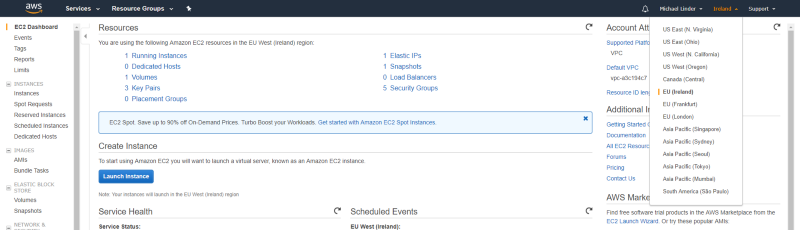 aws
Services
Resource Groups
Michael Linder
Ireland
Support
EC2 Dashboard
Events
Tags
Reports
Limits
INSTANCES
Instances
Spot Requests
Reserved Instances
Scheduled Instances
Dedicated Hosts
IMAGES
AMIs
Bundle Tasks
ELASTIC BLOCK
STORE
Volumes
Snapshots
NETWORK &
Resources
You are using the following Amazon EC2 resources in the EU West (Ireland) region:
1 Running Instances
0 Dedicated Hosts
1 Volumes
3 Key Pairs
0 Placement Groups
1 Elastic IPs
1 Snapshots
0 Load Balancers
5 Security Groups
EC2 Spot. Save up to 90% off On-Demand Prices. Turbo Boost your Workloads. Get started with Amazon EC2 Spot Instances.
Create Instance
To start using Amazon EC2 you will want to launch a virtual server, known as an Amazon EC2 instance.
Launch Instance
Note: Your instances will launch in the EU West (Ireland) region
Service Health
Service Status:
Scheduled Events
EU West (Ireland):
Account Att
Supported Platfo
VPC
Default VPC
vpc-a3c194c7
Resource ID leng
Additional In
Getting Started G
Documentation
All EC2 Resource
Forums
Pricing
Contact Us
AWS Marke
Find free software trial products in the AWS Marketplace from the
EC2 Launch Wizard. Or try these popular AMIs:
US East (N. Virginia)
US East (Ohio)
US West (N. California)
US West (Oregon)
Canada (Central)
EU (Ireland)
EU (Frankfurt)
EU (London)
Asia Pacific (Singapore)
Asia Pacific (Sydney)
Asia Pacific (Seoul)
Asia Pacific (Tokyo)
Asia Pacific (Mumbai)
South America (São Paulo)